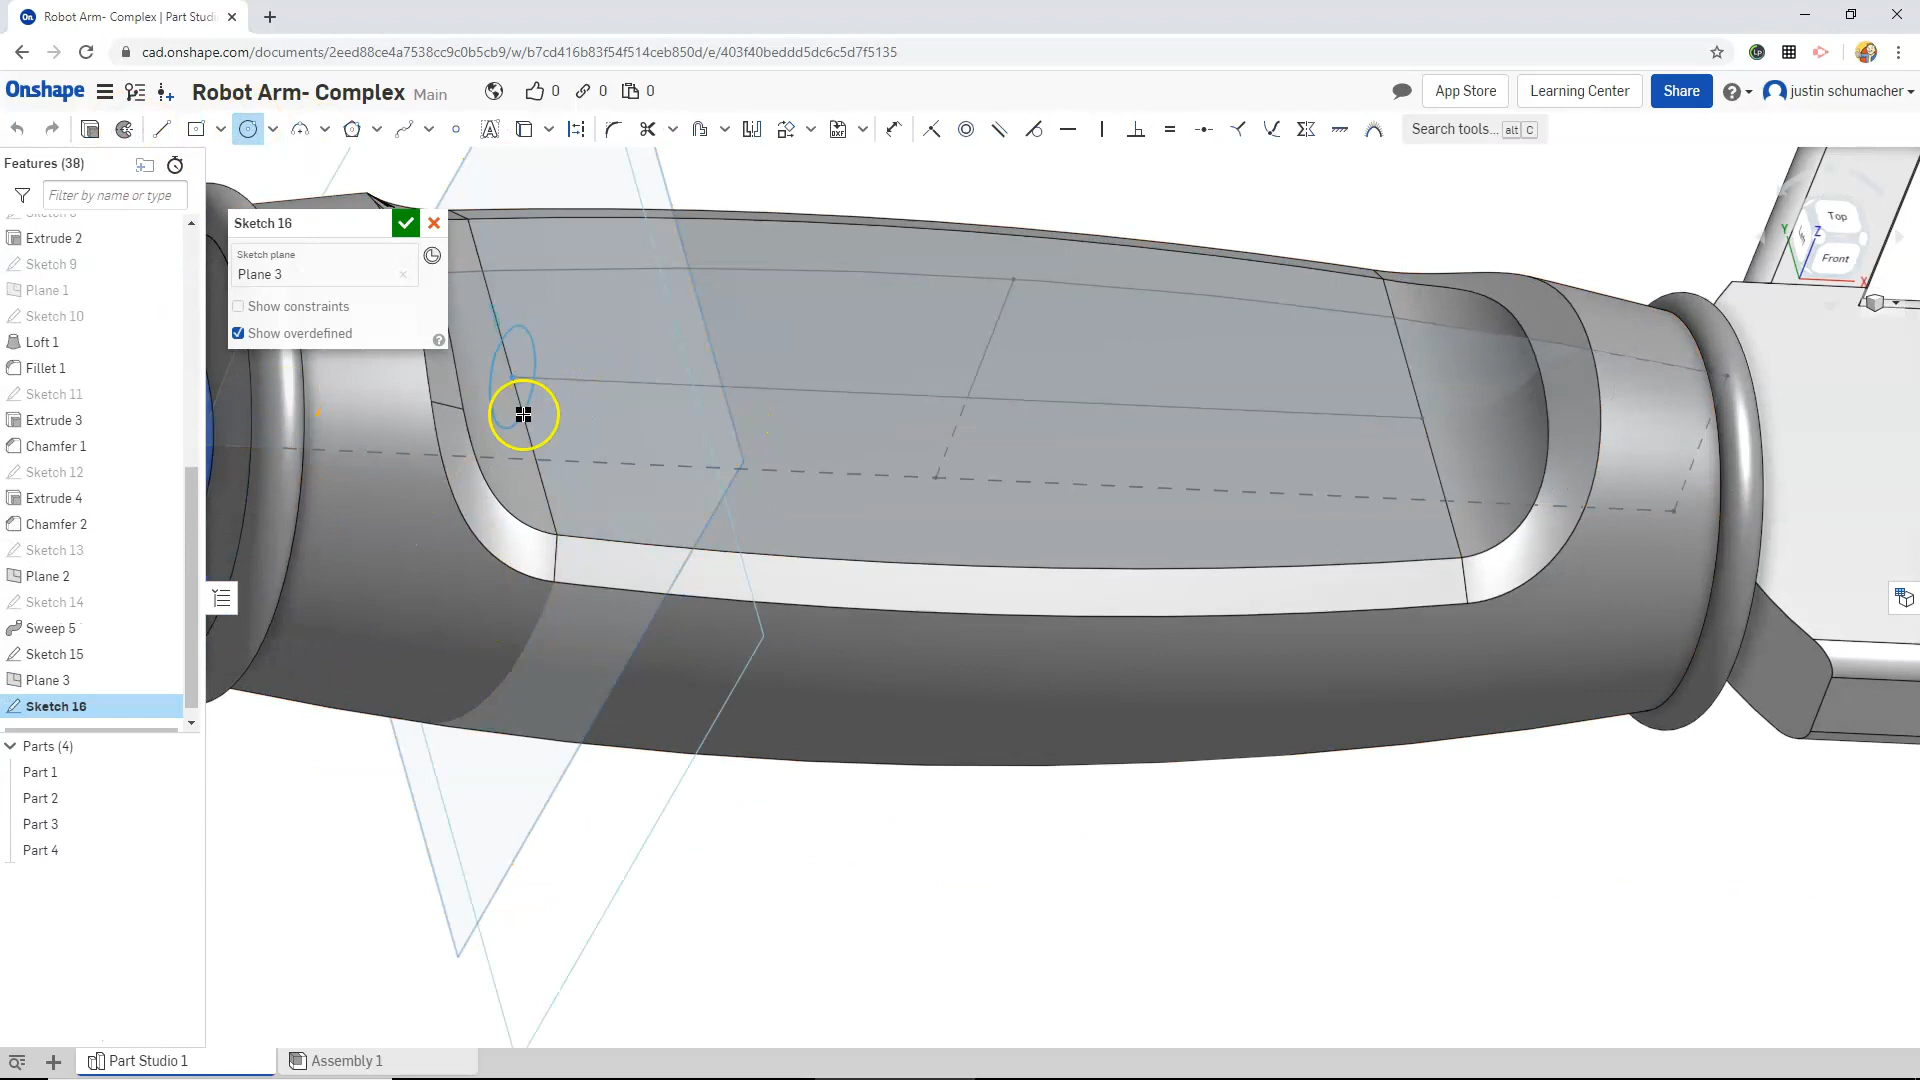 Robot Arm- Complex | Part Studi
cad.onshape.com/documents/2eed88ce4a7538cc9c0b5cb9/w/b7cd416b83f54f514ceb850d/e/403f40beddd5dc6c5d7f5135
Onshape
Robot Arm- Complex Main
0
0
0
App Store
Learning Center
Share
justin schumacher
Search tools... alt C
Features (38)
Filter by name or type
Extrude 2
Sketch 9
Plane 1
Sketch 10
Loft 1
Fillet 1
Sketch 11
Extrude 3
Chamfer 1
Sketch 12
Extrude 4
Chamfer 2
Sketch 13
Plane 2
Sketch 14
Sweep 5
Sketch 15
Plane 3
Sketch 16
Parts (4)
Part 1
Part 2
Part 3
Part 4
Sketch 16
Sketch plane
Plane 3
Show constraints
Show overdefined
Top
Front
Y
Z
X
Part Studio 1
Assembly 1